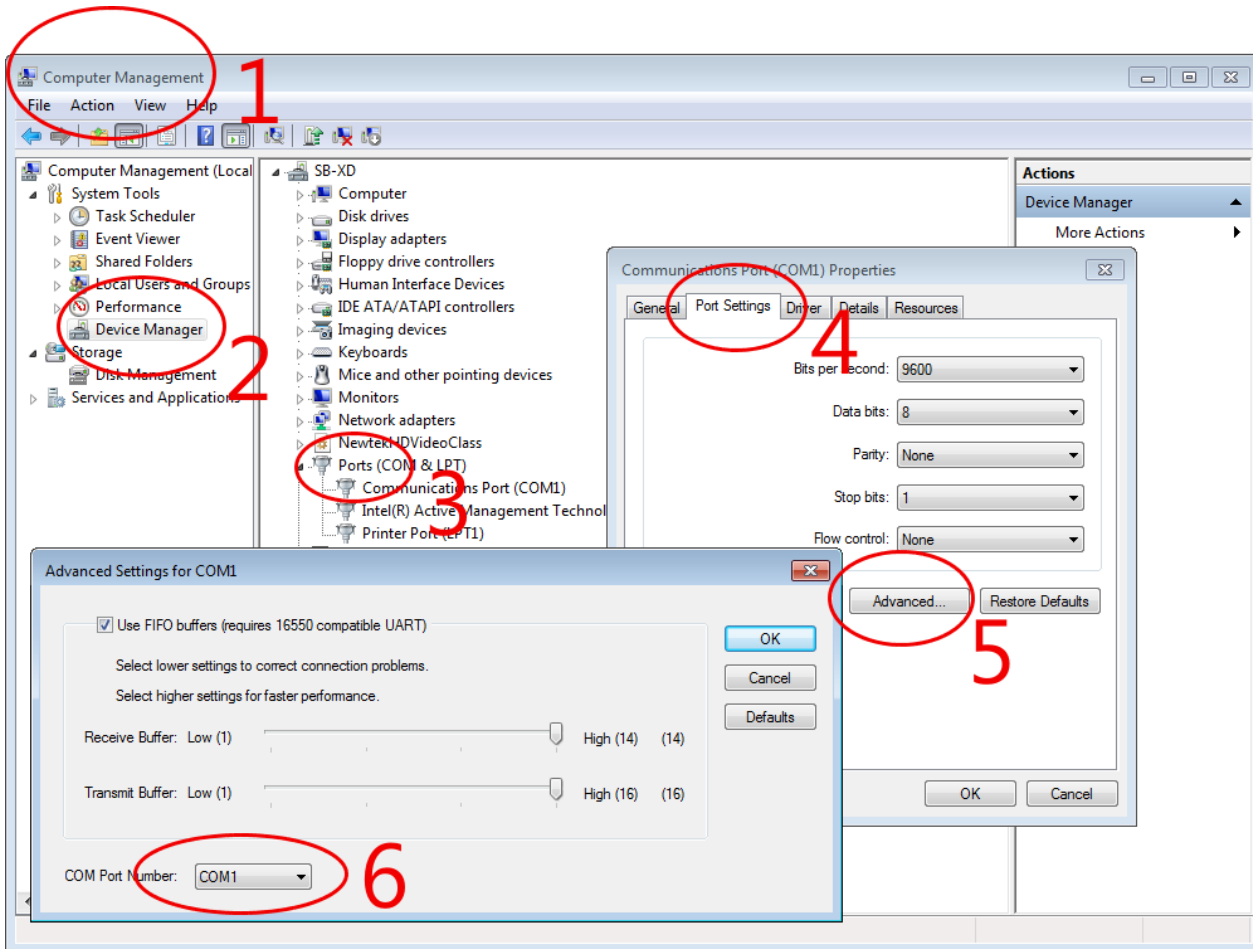 Computer Management
1
File Action View Help
Computer Management (Local
System Tools
Task Scheduler
Event Viewer
Shared Folders
Local Users and Groups
Performance
Device Manager
2
Storage
Disk Management
Services and Applications
SB-XD
Computer
Disk drives
Display adapters
Floppy drive controllers
Human Interface Devices
IDE ATA/ATAPI controllers
Imaging devices
Keyboards
Mice and other pointing devices
Monitors
Network adapters
NewtekHDVideoClass
Ports (COM & LPT)
3
Communications Port (COM1)
Intel(R) Active Management Technol
Printer Port (LPT1)
Actions
Device Manager
More Actions
Communications Port (COM1) Properties
General Port Settings Driver Details Resources
4
Bits per second: 9600
Data bits: 8
Parity: None
Stop bits: 1
Flow control: None
Advanced... Restore Defaults
5
OK Cancel
Advanced Settings for COM1
Use FIFO buffers (requires 16550 compatible UART)
Select lower settings to correct connection problems.
Select higher settings for faster performance.
Receive Buffer: Low (1) High (14) (14)
Transmit Buffer: Low (1) High (16) (16)
OK
Cancel
Defaults
COM Port Number: COM1
6